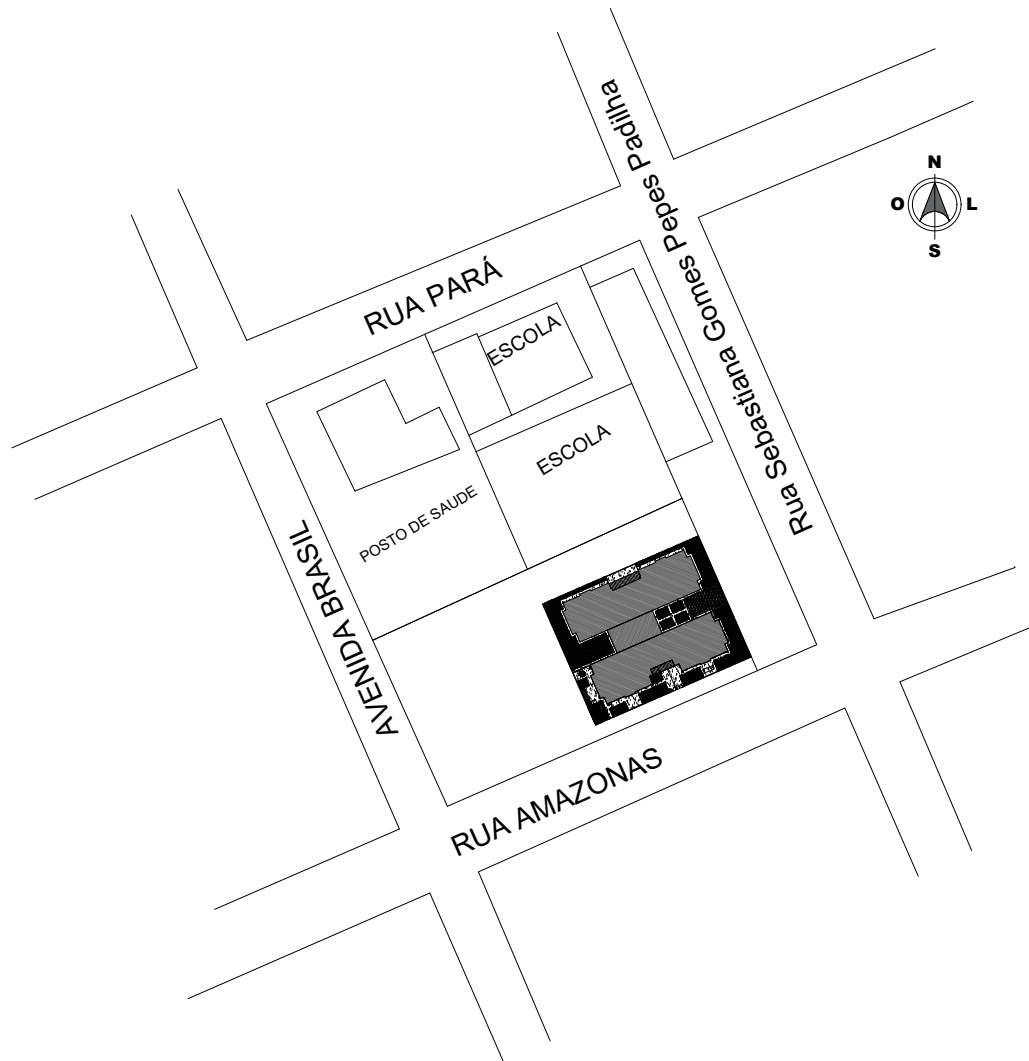 Rua Sebastiana Gomes Pepes Padilha
N
O
L
S
RUA PARÁ
ESCOLA
ESCOLA
POSTO DE SAUDE
AVENIDA BRASIL
RUA AMAZONAS